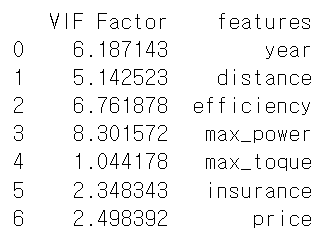 VIF Factor features
0 6.187143 year
1 5.142523 distance
2 6.761878 efficiency
3 8.301572 max_power
4 1.044178 max_toque
5 2.348343 insurance
6 2.498392 price